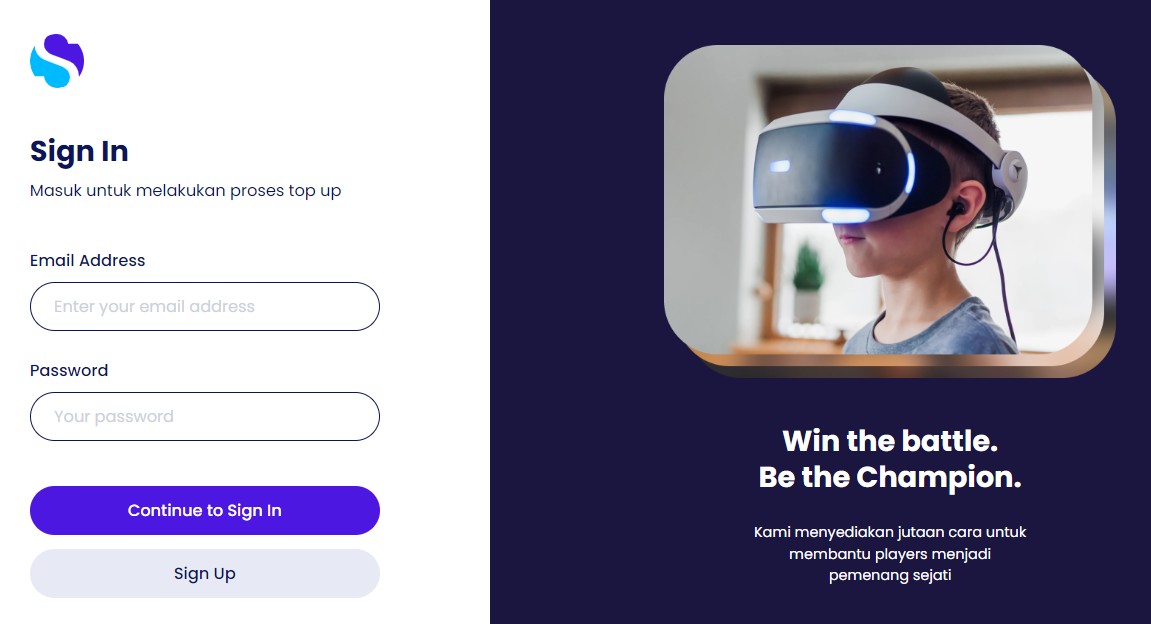 Sign In
Masuk untuk melakukan proses top up
Email Address
Enter your email address
Password
Your password
Continue to Sign In
Sign Up
Win the battle.
Be the Champion.
Kami menyediakan jutaan cara untuk
membantu players menjadi
pemenang sejati